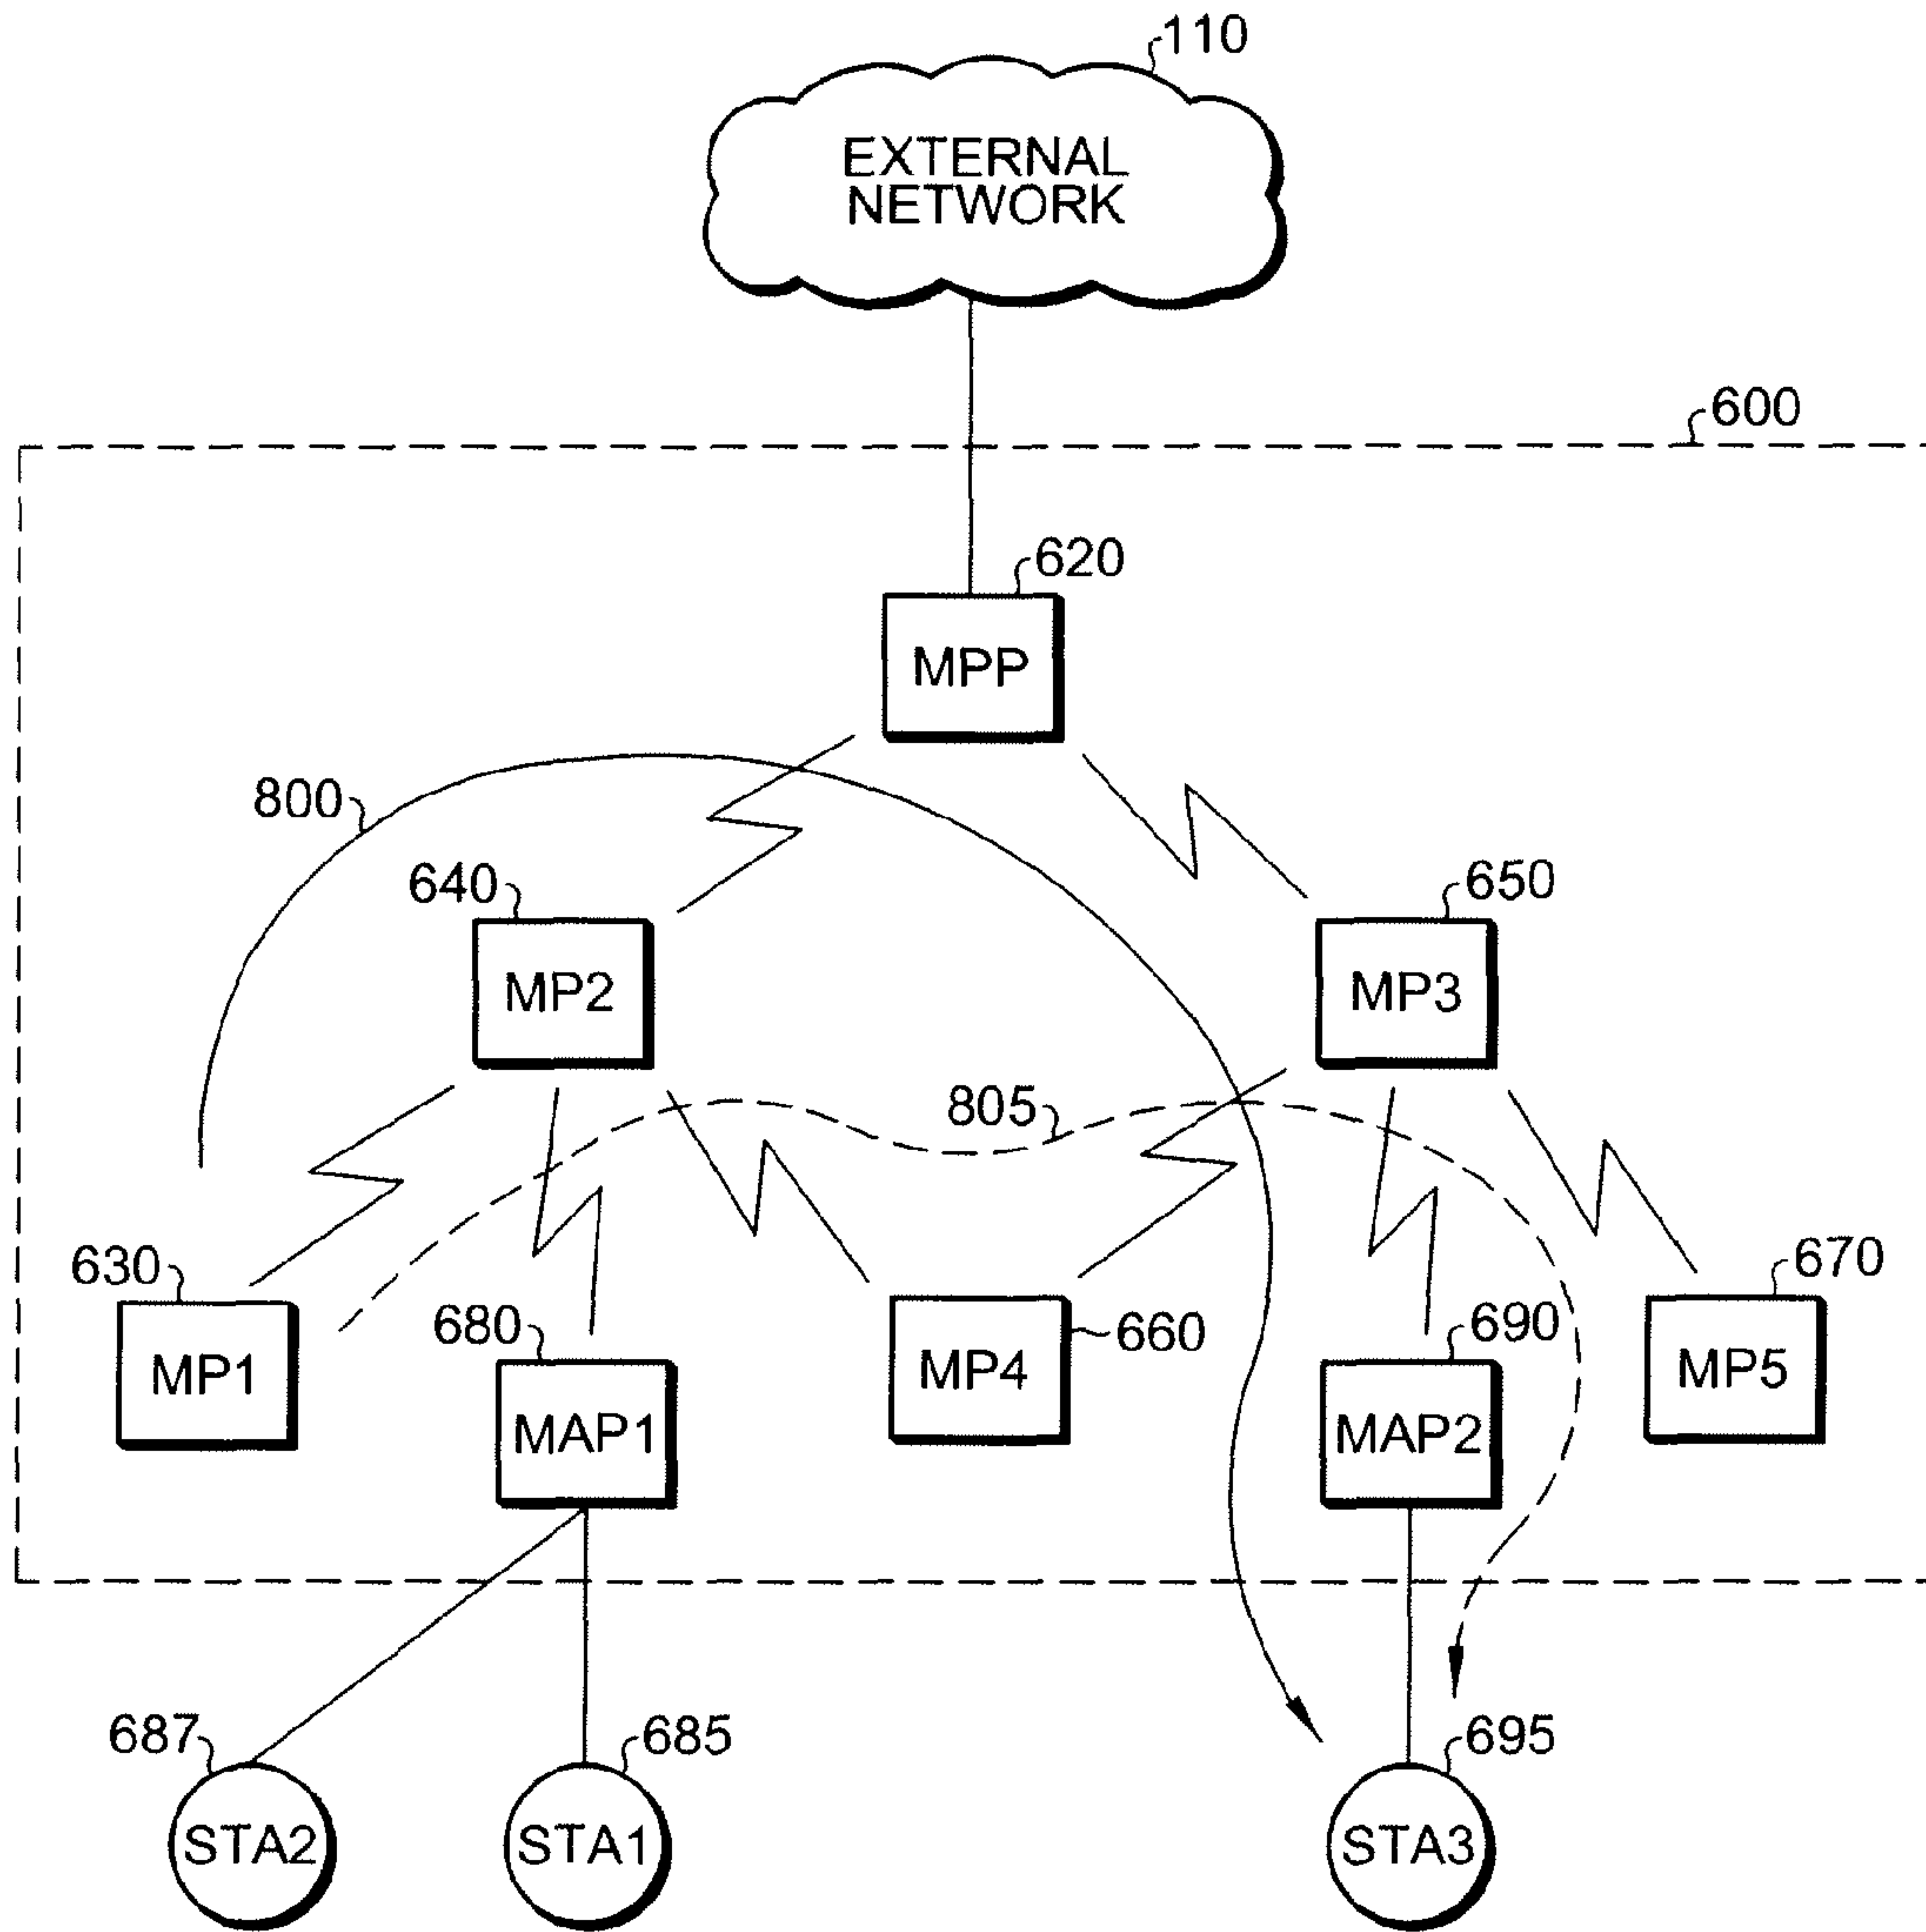 110
EXTERNAL
NETWORK
600
620
MPP
800
640
650
MP2
MP3
805
630
680
660
690
670
MP1
MAP1
MP4
MAP2
MP5
687
685
695
STA2
STA1
STA3